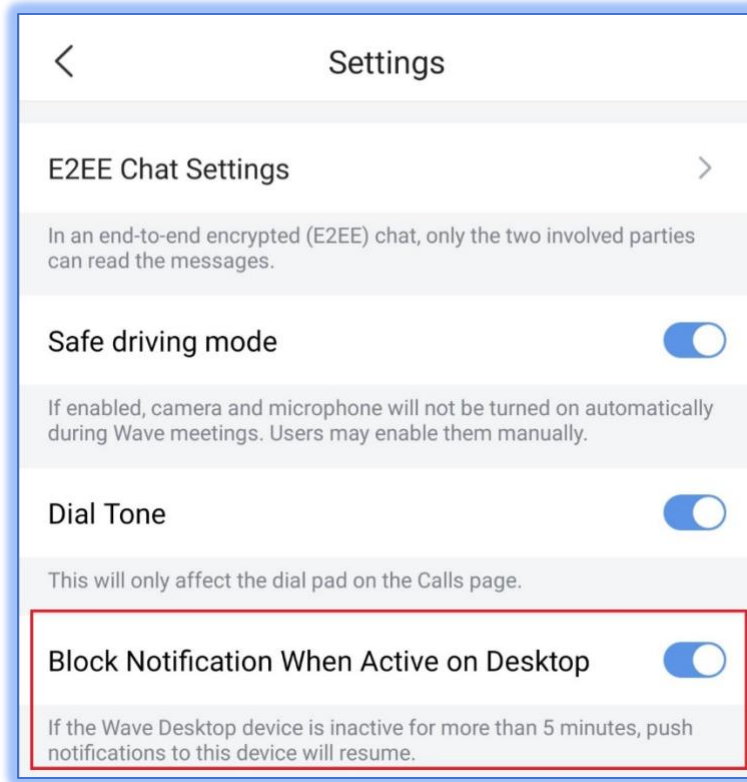 Settings
E2EE Chat Settings
In an end-to-end encrypted (E2EE) chat, only the two involved parties
can read the messages.
Safe driving mode
If enabled, camera and microphone will not be turned on automatically
during Wave meetings. Users may enable them manually.
Dial Tone
This will only affect the dial pad on the Calls page.
Block Notification When Active on Desktop
If the Wave Desktop device is inactive for more than 5 minutes, push
notifications to this device will resume.